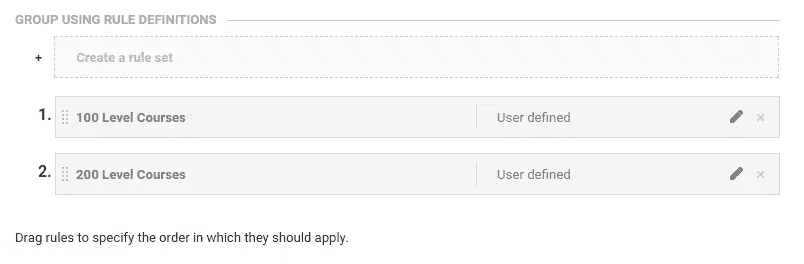 GROUP USING RULE DEFINITIONS
+ Create a rule set
1. 100 Level Courses User defined ×
2. 200 Level Courses User defined ×
Drag rules to specify the order in which they should apply.